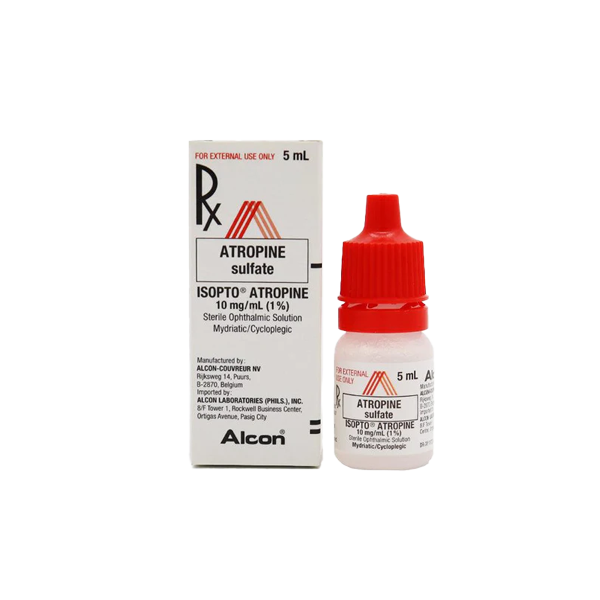 FOR EXTERNAL USE ONLY 5 mL
Rx
ATROPINE
sulfate
ISOPTO® ATROPINE
10 mg/mL (1%)
Sterile Ophthalmic Solution
Mydriatic/Cycloplegic
Manufactured by:
ALCON-COUVREUR NV
Rijksweg 14, Puurs,
B-2870, Belgium
Imported by:
ALCON LABORATORIES (PHILS.), INC.
8/F Tower 1, Rockwell Business Center,
Ortigas Avenue, Pasig City
Alcon®
FOR EXTERNAL
USE ONLY
5 mL
Rx
ATROPINE
sulfate
ISOPTO® ATROPINE
10 mg/mL (1%)
Sterile Ophthalmic Solution
Mydriatic/Cycloplegic
Alcon